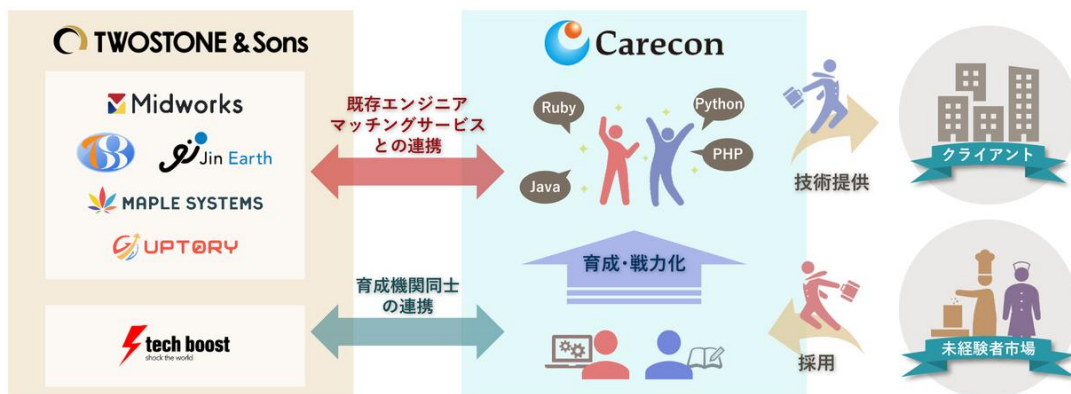 TWOSTONE & Sons
Midworks
Jin Earth
MAPLE SYSTEMS
UPTORY
tech boost
shock the world
既存エンジニア
マッチングサービス
との連携
育成機関同士
の連携
Carecon
Ruby
Python
PHP
Java
育成・戦力化
技術提供
採用
クライアント
未経験者市場